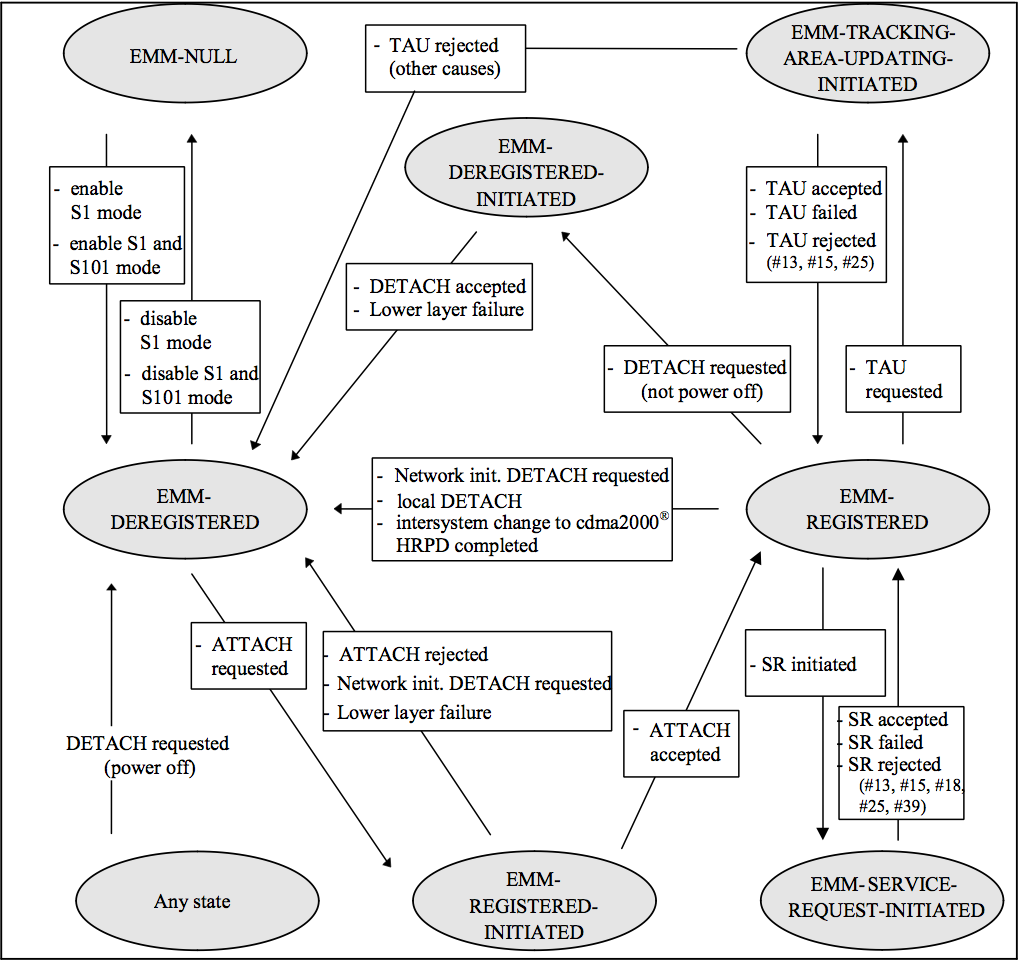 EMM-NULL
- TAU rejected
(other causes)
EMM-TRACKING-
AREA-UPDATING-
INITIATED
EMM-
DEREGISTERED-
INITIATED
- enable
S1 mode
- enable S1 and
S101 mode
- TAU accepted
- TAU failed
- TAU rejected
(#13, #15, #25)
- DETACH accepted
- Lower layer failure
- disable
S1 mode
- disable S1 and
S101 mode
- DETACH requested
(not power off)
- TAU
requested
EMM-
DEREGISTERED
- Network init. DETACH requested
- local DETACH
- intersystem change to cdma2000®
HRPD completed
EMM-
REGISTERED
- ATTACH
requested
- ATTACH rejected
- Network init. DETACH requested
- Lower layer failure
- SR initiated
DETACH requested
(power off)
- ATTACH
accepted
- SR accepted
- SR failed
- SR rejected
(#13, #15, #18,
#25, #39)
Any state
EMM-
REGISTERED-
INITIATED
EMM-SERVICE-
REQUEST-INITIATED